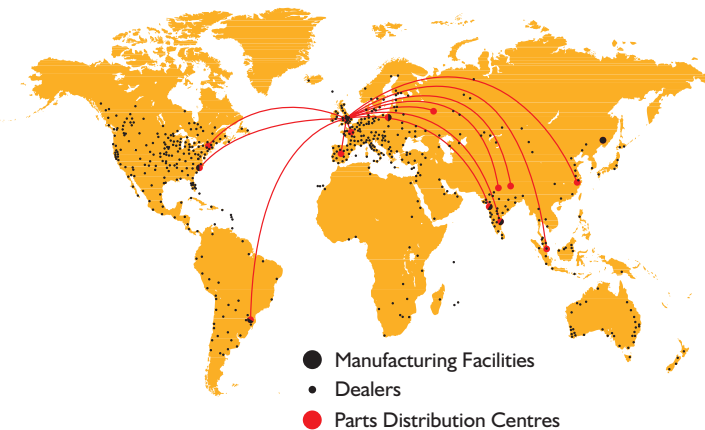 Manufacturing Facilities
Dealers
Parts Distribution Centres